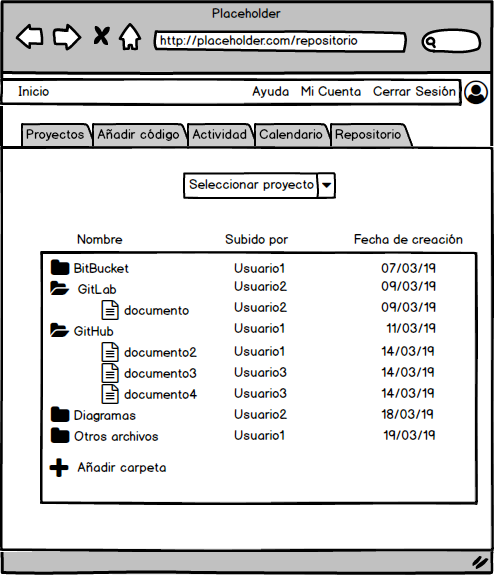 Placeholder
http://placeholder.com/repositorio
Inicio Ayuda Mi Cuenta Cerrar Sesión
Proyectos Añadir código Actividad Calendario Repositorio
Seleccionar proyecto
Nombre Subido por Fecha de creación
BitBucket Usuario1 07/03/19
GitLab Usuario2 09/03/19
documento Usuario2 09/03/19
GitHub Usuario1 11/03/19
documento2 Usuario1 14/03/19
documento3 Usuario3 14/03/19
documento4 Usuario3 14/03/19
Diagramas Usuario2 18/03/19
Otros archivos Usuario1 19/03/19
Añadir carpeta